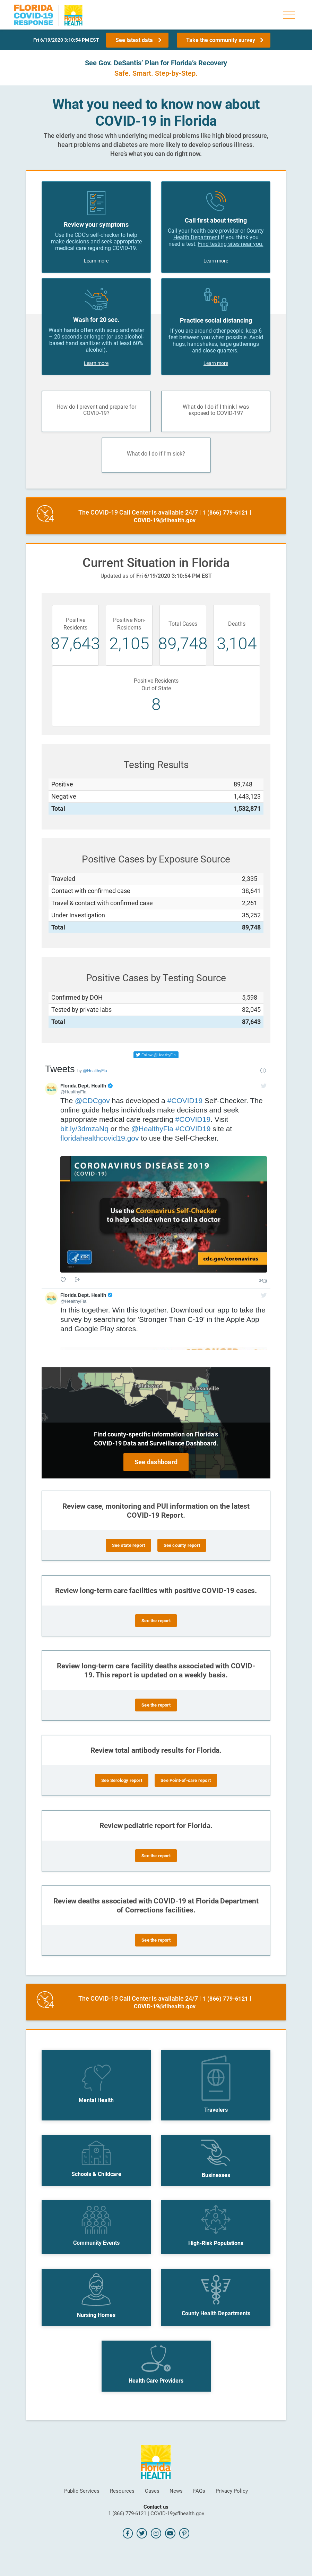 FLORIDA
COVID-19
RESPONSE
Florida
HEALTH
Fri 6/19/2020 3:10:54 PM EST
See latest data
Take the community survey
See Gov. DeSantis' Plan for Florida's Recovery
Safe. Smart. Step-by-Step.
What you need to know now about
COVID-19 in Florida
The elderly and those with underlying medical problems like high blood pressure,
heart problems and diabetes are more likely to develop serious illness.
Here's what you can do right now.
Review your symptoms
Use the CDC's self-checker to help
make decisions and seek appropriate
medical care regarding COVID-19.
Learn more
Call first about testing
Call your health care provider or County
Health Department if you think you
need a test. Find testing sites near you.
Learn more
Wash for 20 sec.
Wash hands often with soap and water
– 20 seconds or longer (or use alcohol-
based hand sanitizer with at least 60%
alcohol).
Learn more
6'
Practice social distancing
If you are around other people, keep 6
feet between you when possible. Avoid
hugs, handshakes, large gatherings
and close quarters.
Learn more
How do I prevent and prepare for
COVID-19?
What do I do if I think I was
exposed to COVID-19?
What do I do if I'm sick?
24
The COVID-19 Call Center is available 24/7 | 1 (866) 779-6121 |
COVID-19@flhealth.gov
Current Situation in Florida
Updated as of Fri 6/19/2020 3:10:54 PM EST
Positive
Residents
87,643
Positive Non-
Residents
2,105
Total Cases
89,748
Deaths
3,104
Positive Residents
Out of State
8
Testing Results
Positive 89,748
Negative 1,443,123
Total 1,532,871
Positive Cases by Exposure Source
Traveled 2,335
Contact with confirmed case 38,641
Travel & contact with confirmed case 2,261
Under Investigation 35,252
Total 89,748
Positive Cases by Testing Source
Confirmed by DOH 5,598
Tested by private labs 82,045
Total 87,643
Follow @HealthyFla
Tweets by @HealthyFla
Florida Dept. Health
@HealthyFla
The @CDCgov has developed a #COVID19 Self-Checker. The
online guide helps individuals make decisions and seek
appropriate medical care regarding #COVID19. Visit
bit.ly/3dmzaNq or the @HealthyFla #COVID19 site at
floridahealthcovid19.gov to use the Self-Checker.
CORONAVIRUS DISEASE 2019
(COVID-19)
Use the Self-Checker
to help decide when to call a doctor
CDC
cdc.gov/coronavirus
59m
Florida Dept. Health
@HealthyFla
In this together. Win this together. Download our app to take the
survey by searching for 'Stronger Than C-19' in the Apple App
and Google Play stores.
Tallahassee
Jacksonville
Find county-specific information on Florida's
COVID-19 Data and Surveillance Dashboard.
See dashboard
Review case, monitoring and PUI information on the latest
COVID-19 Report.
See state report
See county report
Review long-term care facilities with positive COVID-19 cases.
See the report
Review long-term care facility deaths associated with COVID-
19. This report is updated on a weekly basis.
See the report
Review total antibody results for Florida.
See Serology report
See Point-of-care report
Review pediatric report for Florida.
See the report
Review deaths associated with COVID-19 at Florida Department
of Corrections facilities.
See the report
24
The COVID-19 Call Center is available 24/7 | 1 (866) 779-6121 |
COVID-19@flhealth.gov
Mental Health
Travelers
Schools & Childcare
Businesses
Community Events
High-Risk Populations
Nursing Homes
County Health Departments
Health Care Providers
Florida
HEALTH
Public Services
Resources
Cases
News
FAQs
Privacy Policy
Contact us
1 (866) 779-6121 | COVID-19@flhealth.gov